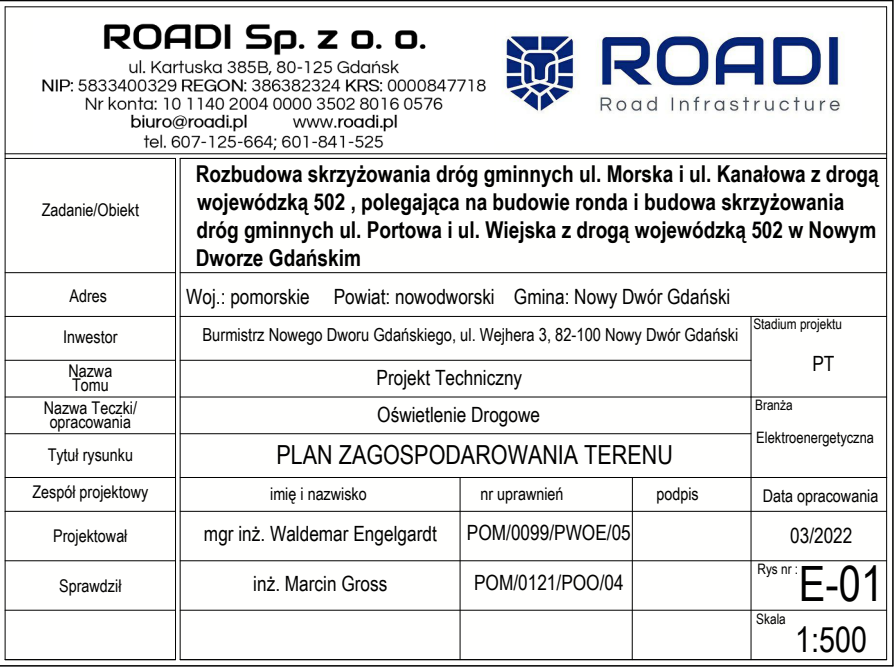 ROADI Sp. z o. o.
ul. Kartuska 385B, 80-125 Gdańsk
NIP: 5833400329 REGON: 386382324 KRS: 0000847718
Nr konta: 10 1140 2004 0000 3502 8016 0576
biuro@roadi.pl www.roadi.pl
tel. 607-125-664; 601-841-525
ROADI
Road Infrastructure
Zadanie/Obiekt
Rozbudowa skrzyżowania dróg gminnych ul. Morska i ul. Kanałowa z drogą
wojewódzką 502 , polegająca na budowie ronda i budowa skrzyżowania
dróg gminnych ul. Portowa i ul. Wiejska z drogą wojewódzką 502 w Nowym
Dworze Gdańskim
Adres
Woj.: pomorskie Powiat: nowodworski Gmina: Nowy Dwór Gdański
Inwestor
Burmistrz Nowego Dworu Gdańskiego, ul. Wejhera 3, 82-100 Nowy Dwór Gdański
Stadium projektu
PT
Nazwa
Tomu
Projekt Techniczny
Nazwa Teczki/
opracowania
Oświetlenie Drogowe
Branża
Elektroenergetyczna
Tytuł rysunku
PLAN ZAGOSPODAROWANIA TERENU
Zespół projektowy
imię i nazwisko
nr uprawnień
podpis
Data opracowania
Projektował
mgr inż. Waldemar Engelgardt
POM/0099/PWOE/05
03/2022
Sprawdził
inż. Marcin Gross
POM/0121/POO/04
Rys nr : E-01
Skala
1:500